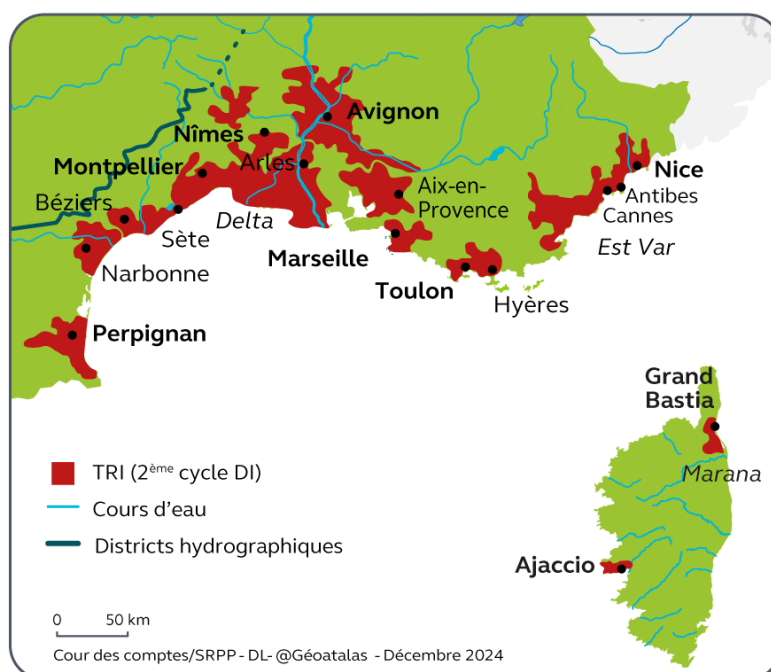 Avignon
Nîmes
Montpellier
Arles
Nice
Aix-en-
Provence
Béziers
Antibes
Cannes
Delta
Sète
Est Var
Marseille
Narbonne
Toulon
Hyères
Perpignan
Grand
Bastia
TRI (2ème cycle DI)
Marana
Cours d'eau
Districts hydrographiques
Ajaccio
0 50 km
Cour des comptes/SRPP - DL- @Géoatalas - Décembre 2024